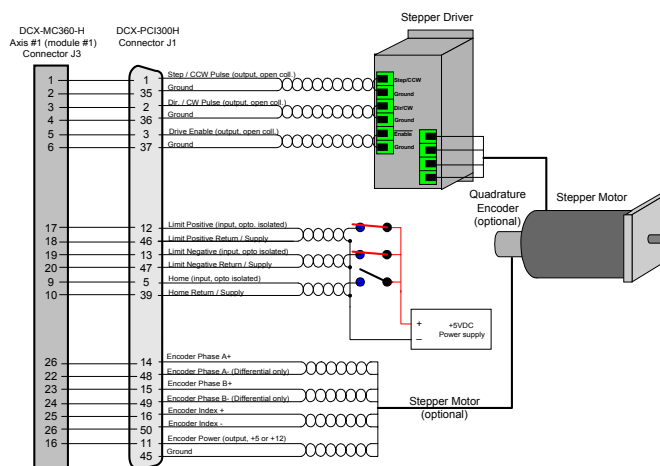 DCX-MC360-H
Axis #1 (module #1)
Connector J3
DCX-PCI300H
Connector J1
Stepper Driver
1 1 Step / CCW Pulse (output, open coll.)
2 35 Ground
3 2 Dir. / CW Pulse (output, open coll.)
4 36 Ground
5 3 Drive Enable (output, open coll.)
6 37 Ground
Step/CCW
Ground
Dir/CW
Ground
Enable
Ground
Quadrature
Encoder
(optional)
Stepper Motor
17 12 Limit Positive (input, opto. isolated)
18 46 Limit Positive Return / Supply
19 13 Limit Negative (input, opto isolated)
20 47 Limit Negative Return / Supply
9 5 Home (input, opto isolated)
10 39 Home Return / Supply
+ +5VDC
Power supply
–
26 14 Encoder Phase A+
22 48 Encoder Phase A- (Differential only)
23 15 Encoder Phase B+
24 49 Encoder Phase B- (Differential only)
25 16 Encoder Index +
26 50 Encoder Index -
16 11 Encoder Power (output, +5 or +12)
45 Ground
Stepper Motor
(optional)